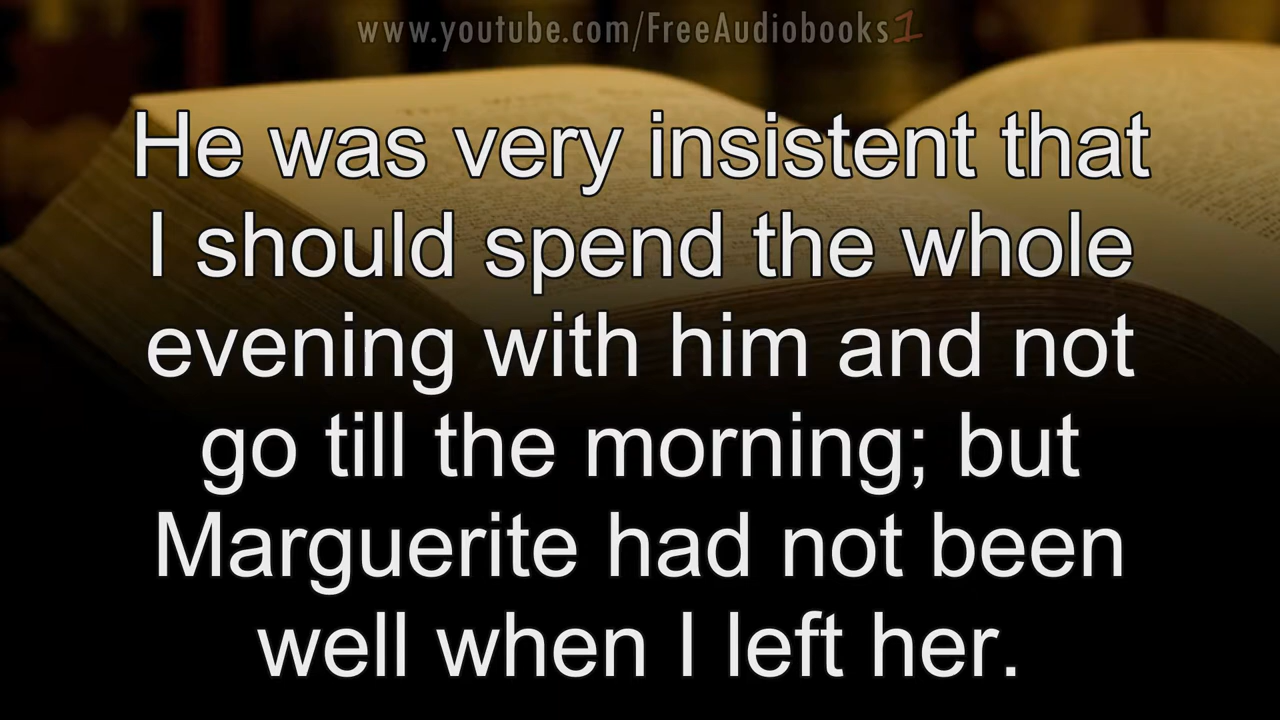 www.youtube.com/FreeAudiobooks1
He was very insistent that
I should spend the whole
evening with him and not
go till the morning; but
Marguerite had not been
well when I left her.